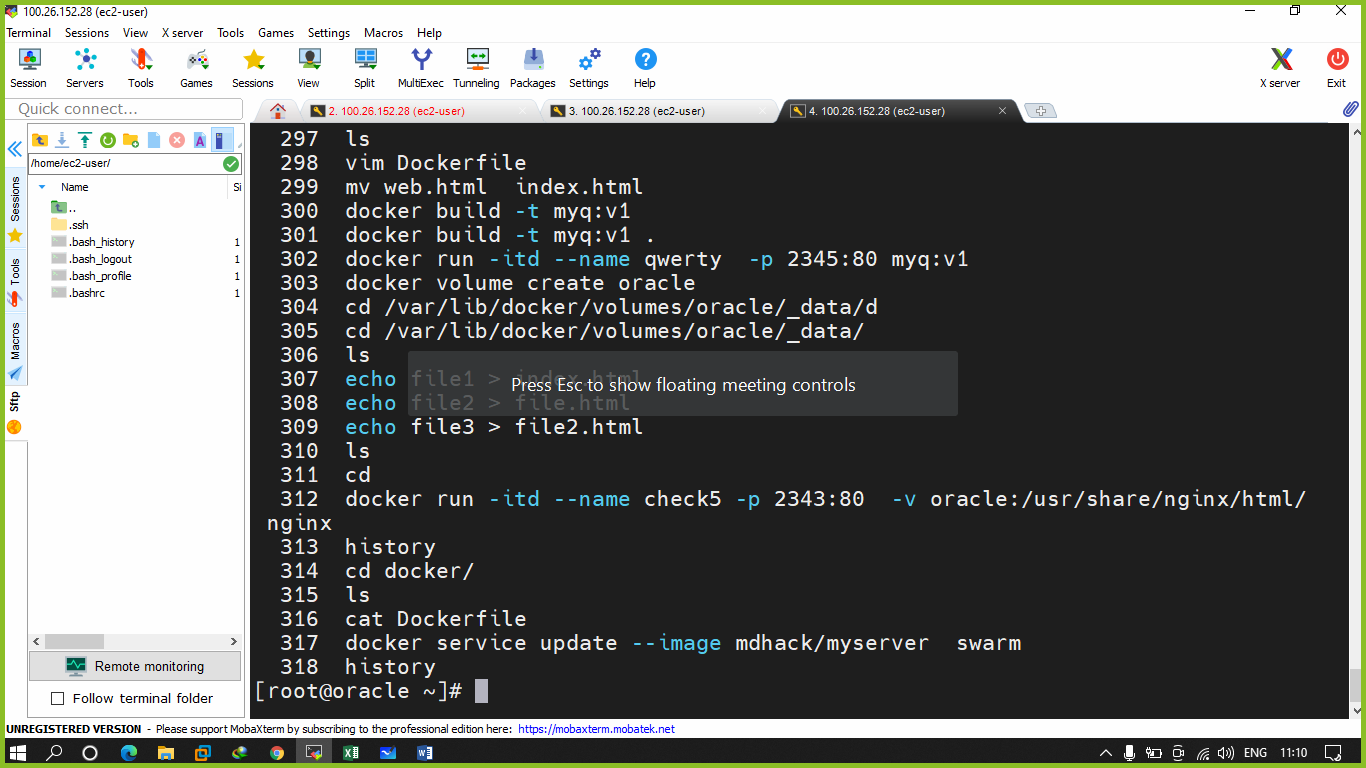 100.26.152.28 (ec2-user)
Terminal Sessions View X server Tools Games Settings Macros Help
Session Servers Tools Games Sessions View Split MultiExec Tunneling Packages Settings Help X server Exit
Quick connect...
2. 100.26.152.28 (ec2-user)
3. 100.26.152.28 (ec2-user)
4. 100.26.152.28 (ec2-user)
/home/ec2-user/
Name Si
..
.ssh
.bash_history 1
.bash_logout 1
.bash_profile 1
.bashrc 1
Sessions
Tools
Macros
Sftp
Remote monitoring
Follow terminal folder
297 ls
298 vim Dockerfile
299 mv web.html index.html
300 docker build -t myq:v1
301 docker build -t myq:v1 .
302 docker run -itd --name qwerty -p 2345:80 myq:v1
303 docker volume create oracle
304 cd /var/lib/docker/volumes/oracle/_data/d
305 cd /var/lib/docker/volumes/oracle/_data/
306 ls
307 echo file1 > index.html
Press Esc to show floating meeting controls
308 echo file2 > file.html
309 echo file3 > file2.html
310 ls
311 cd
312 docker run -itd --name check5 -p 2343:80 -v oracle:/usr/share/nginx/html/
nginx
313 history
314 cd docker/
315 ls
316 cat Dockerfile
317 docker service update --image mdhack/myserver swarm
318 history
[root@oracle ~]#
UNREGISTERED VERSION - Please support MobaXterm by subscribing to the professional edition here: https://mobaxterm.mobatek.net
ENG 11:10